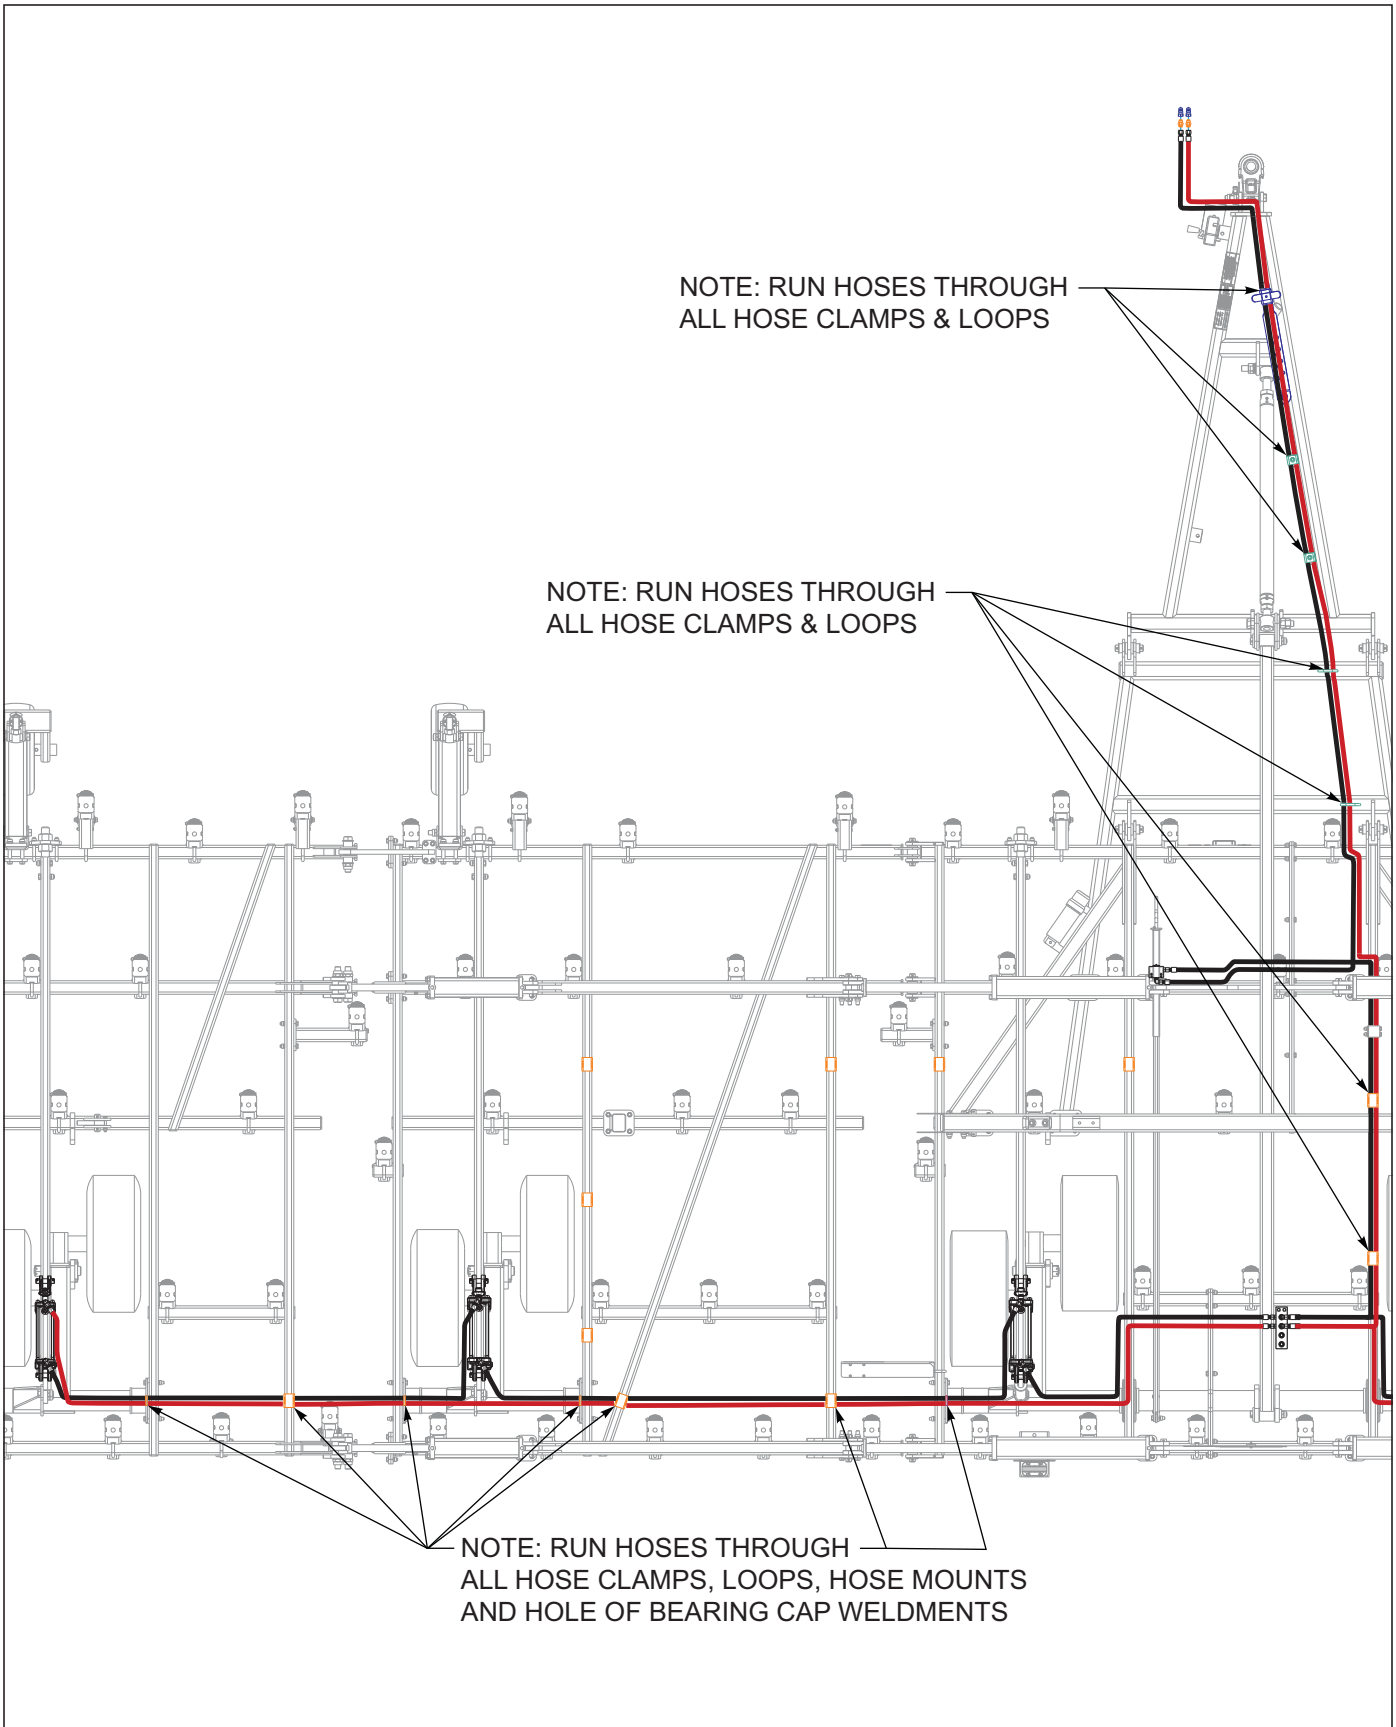 NOTE: RUN HOSES THROUGH
ALL HOSE CLAMPS & LOOPS
NOTE: RUN HOSES THROUGH
ALL HOSE CLAMPS & LOOPS
NOTE: RUN HOSES THROUGH
ALL HOSE CLAMPS, LOOPS, HOSE MOUNTS
AND HOLE OF BEARING CAP WELDMENTS